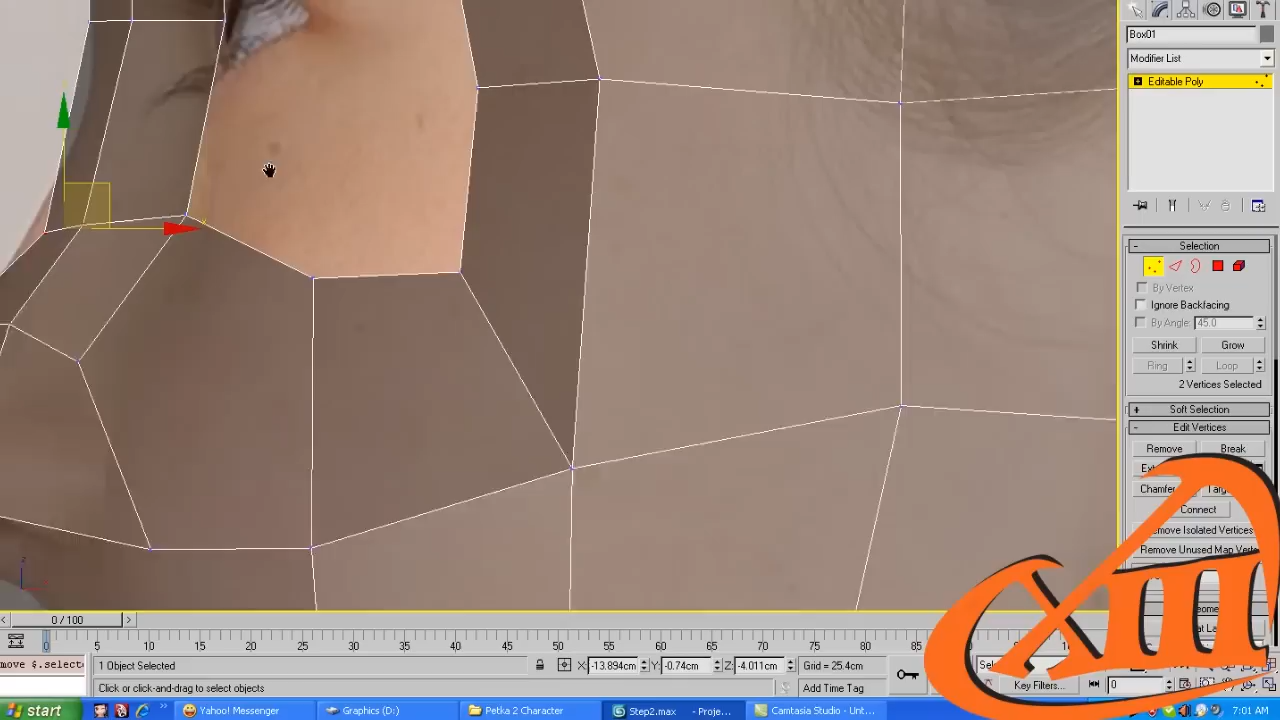 Box01
Modifier List
Editable Poly
Selection
By Vertex
Ignore Backfacing
By Angle: 45.0
Shrink Grow
Ring Loop
2 Vertices Selected
Soft Selection
Edit Vertices
Remove Break
Connect
Remove Unused Map
z
0 / 100
0 5 10 15 20 25 30 35 40 45 50 55 60 65 70 75 80 85
1 Object Selected X: -13.894cm Y: -0.74cm Z: -4.011cm Grid = 25.4cm
move $.select
Click or click-and-drag to select objects Add Time Tag Key Filters... 0
XIII
start Yahoo! Messenger Graphics (D:) Petka 2 Character Step2.max - Proje... Camtasia Studio - Unt... 7:01 AM